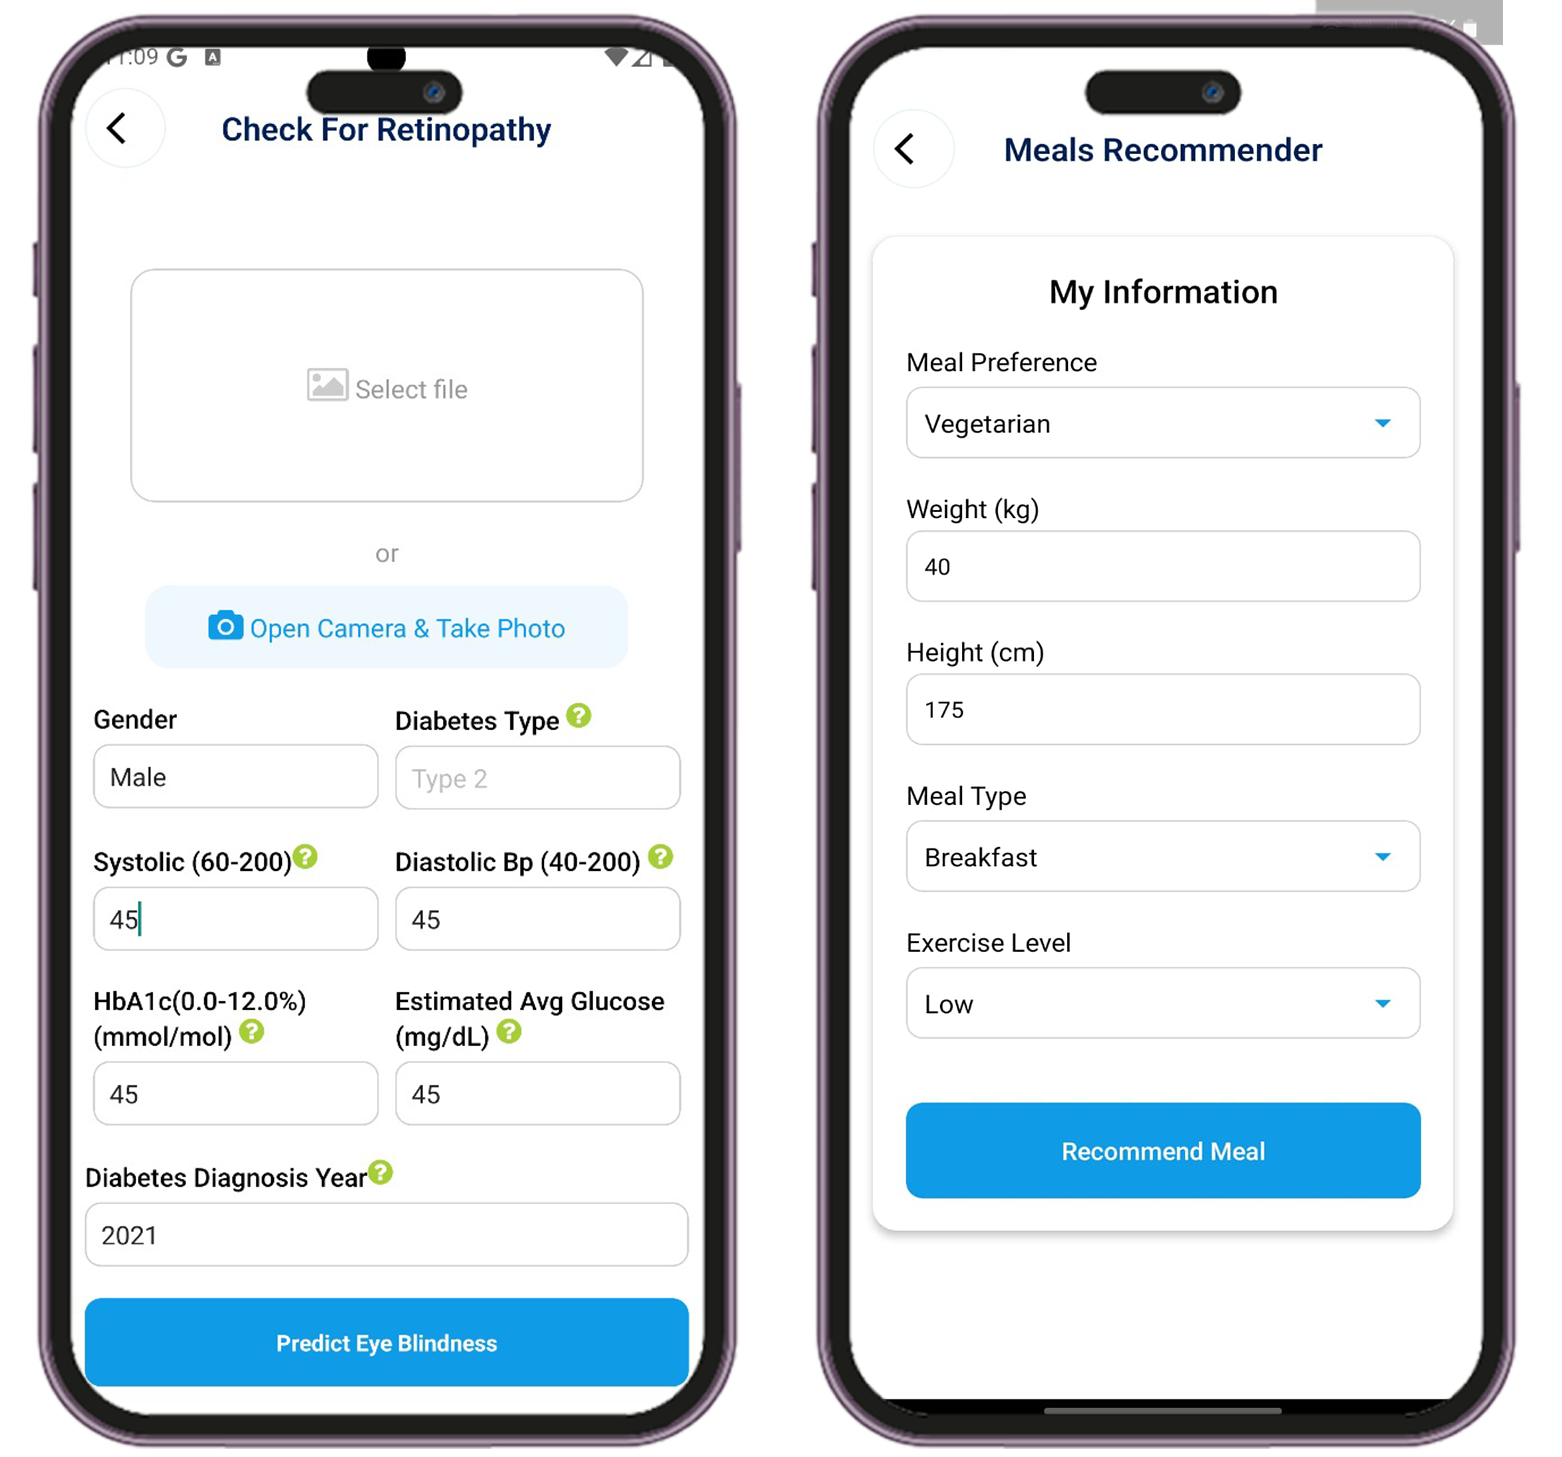 :09
Check For Retinopathy
Select file
or
Open Camera & Take Photo
Gender
Diabetes Type ?
Male
Type 2
Systolic (60-200)?
Diastolic Bp (40-200) ?
45
45
HbA1c(0.0-12.0%)
(mmol/mol) ?
Estimated Avg Glucose
(mg/dL) ?
45
45
Diabetes Diagnosis Year?
2021
Predict Eye Blindness
Meals Recommender
My Information
Meal Preference
Vegetarian
Weight (kg)
40
Height (cm)
175
Meal Type
Breakfast
Exercise Level
Low
Recommend Meal